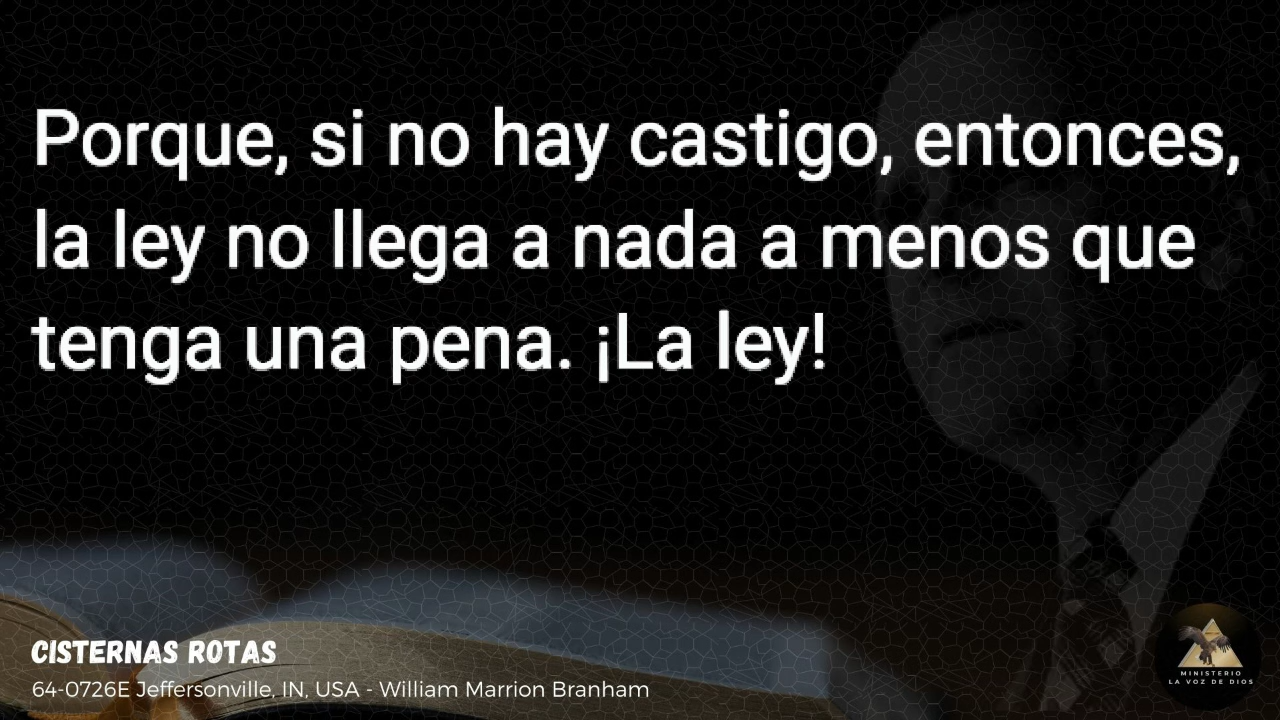 Porque, si no hay castigo, entonces,
la ley no llega a nada a menos que
tenga una pena. ¡La ley!
CISTERNAS ROTAS
64-0726E Jeffersonville, IN, USA - William Marrion Branham
MINISTERIO
LA VOZ DE DIOS